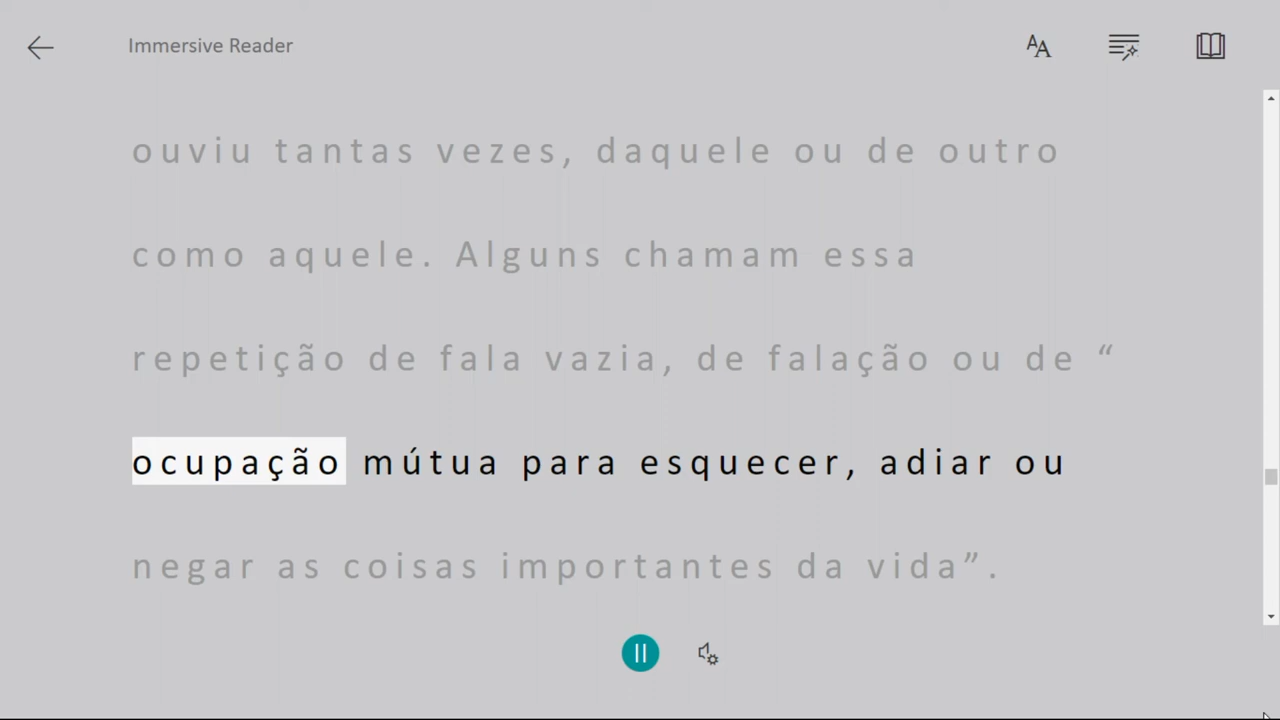 Immersive Reader
ouviu tantas vezes, daquele ou de outro
como aquele. Alguns chamam essa
repetição de fala vazia, de falação ou de “
ocupação mútua para esquecer, adiar ou
negar as coisas importantes da vida”.